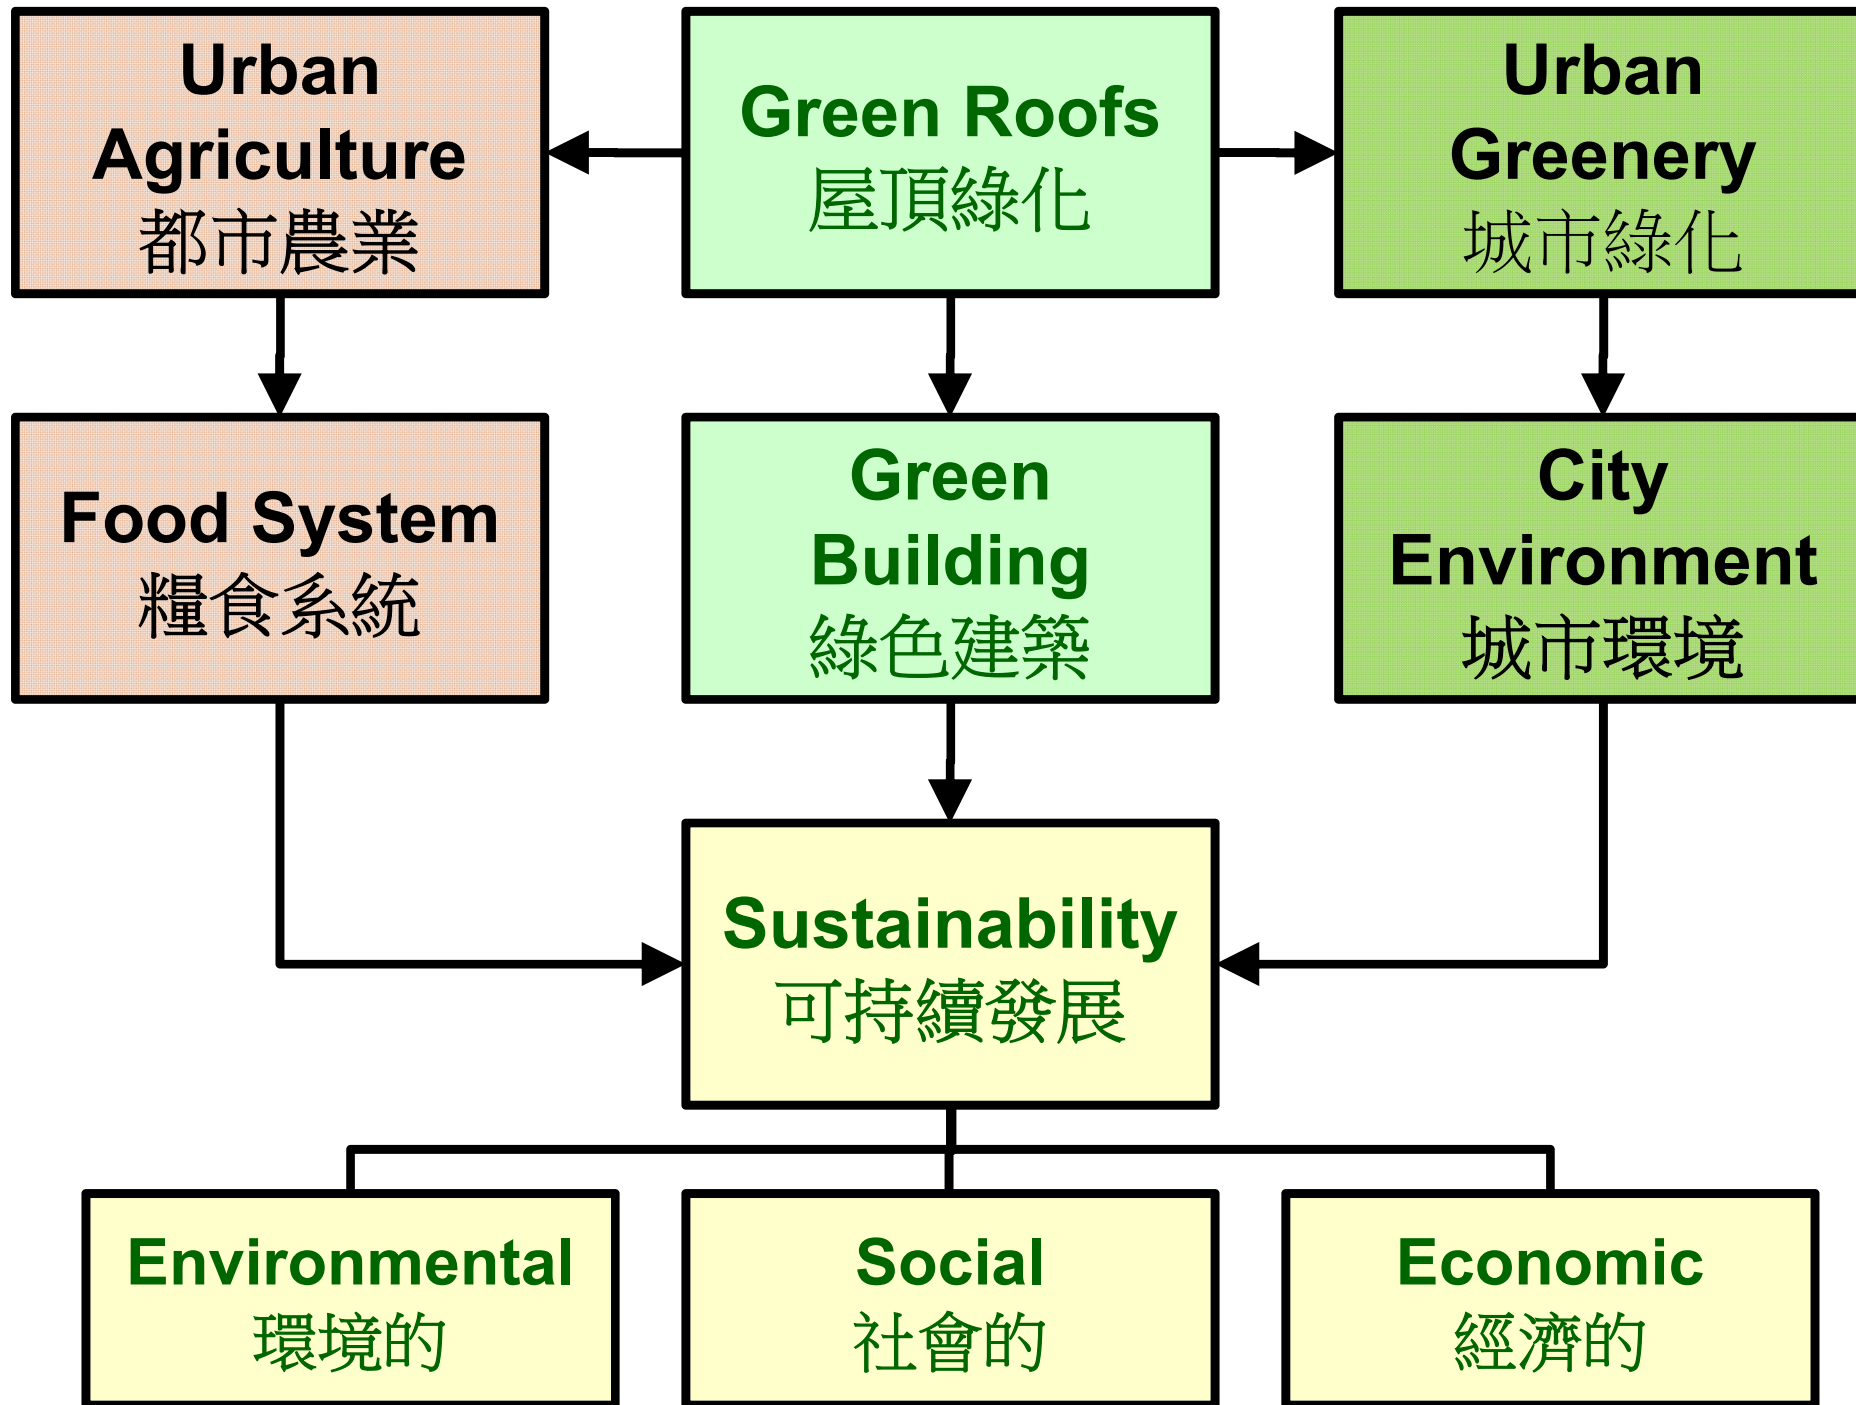 Urban
Agriculture
都市農業
Green Roofs
屋頂綠化
Urban
Greenery
城市綠化
Food System
糧食系統
Green
Building
綠色建築
City
Environment
城市環境
Sustainability
可持續發展
Environmental
環境的
Social
社會的
Economic
經濟的